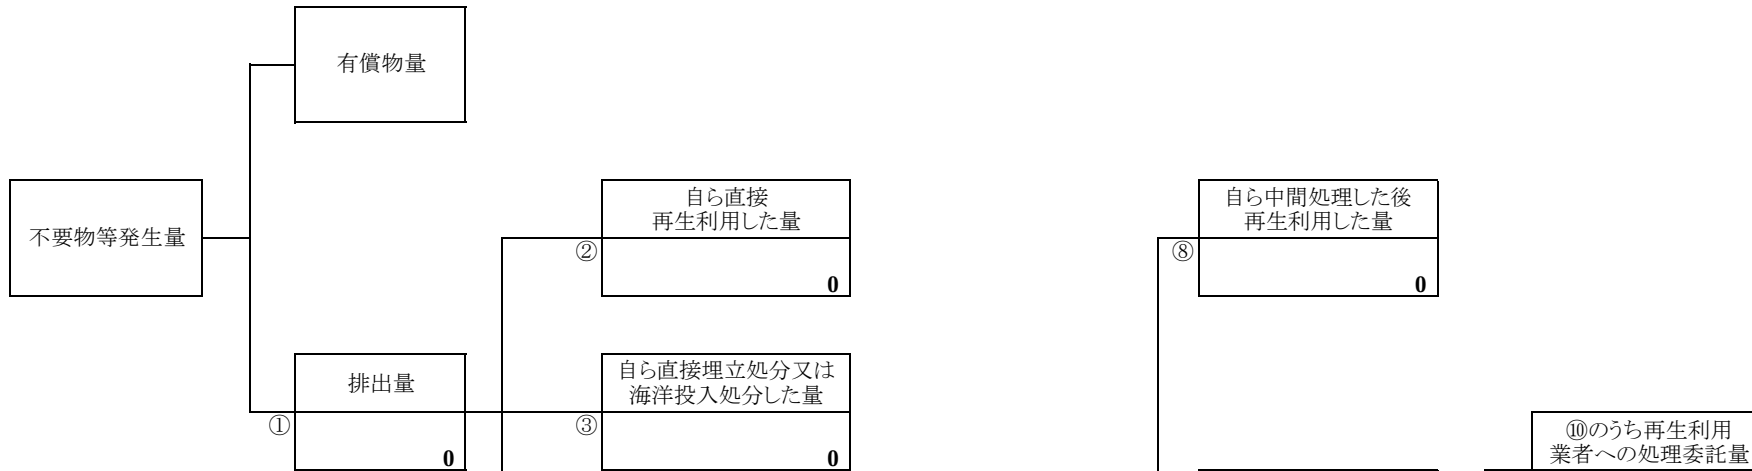 有償物量
不要物等発生量
自ら直接
再生利用した量
②
0
自ら中間処理した後
再生利用した量
⑧
0
排出量
①
0
自ら直接埋立処分又は
海洋投入処分した量
③
0
⑩のうち再生利用
業者への処理委託量